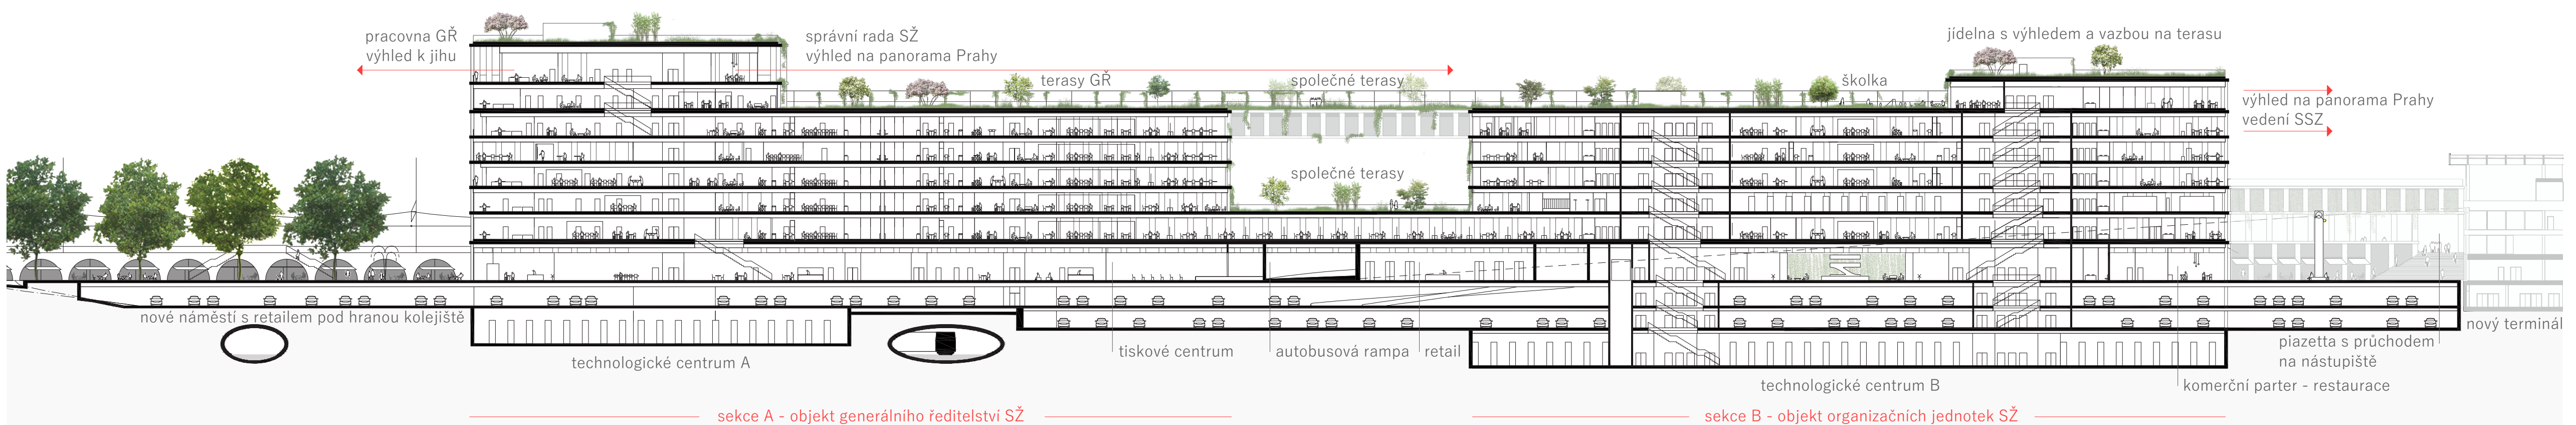 pracovna GŘ
výhled k jihu
správní rada SŽ
výhled na panorama Prahy
terasy GŘ
společné terasy
školka
jídelna s výhledem a vazbou na terasu
výhled na panorama Prahy
vedení SSZ
společné terasy
nové náměstí s retailem pod hranou kolejiště
technologické centrum A
tiskové centrum
autobusová rampa
retail
technologické centrum B
komerční parter - restaurace
piazetta s průchodem
na nástupiště
nový terminál
sekce A - objekt generálního ředitelství SŽ
sekce B - objekt organizačních jednotek SŽ